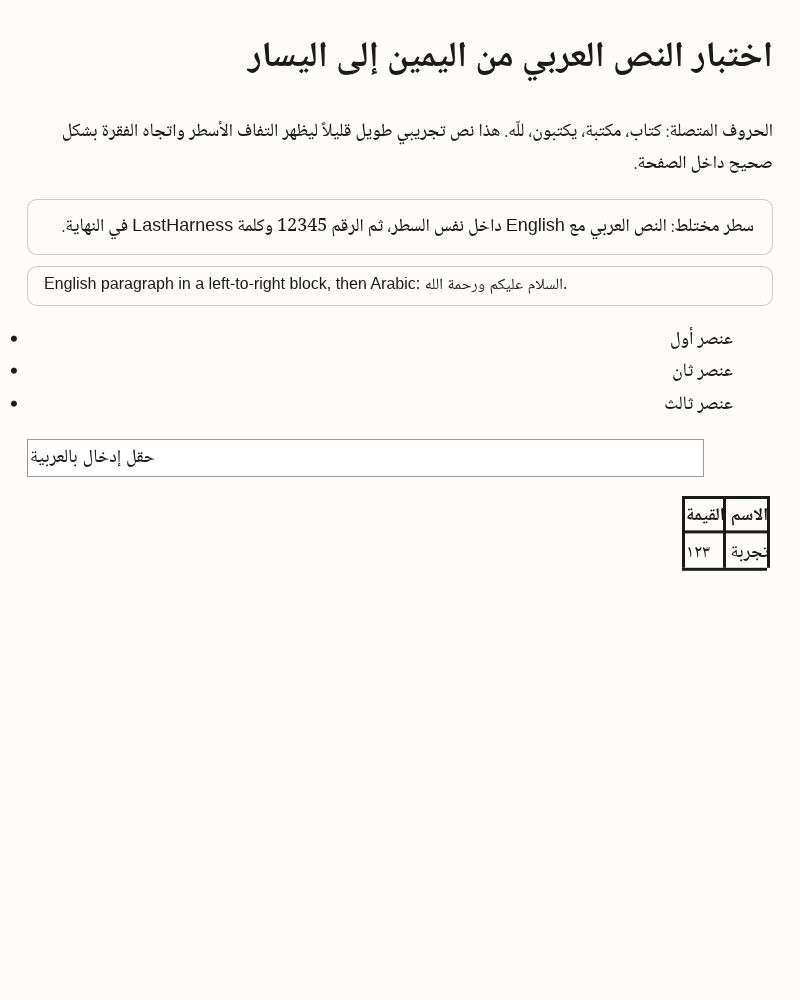 اختبار النص العربي من اليمين إلى اليسار
الحروف المتصلة: كتاب، مكتبة، يكتبون، للّه. هذا نص تجريبي طويل قليلاً ليظهر التفاف الأسطر واتجاه الفقرة بشكل
صحيح داخل الصفحة.
سطر مختلط: النص العربي مع English داخل نفس السطر، ثم الرقم 12345 وكلمة LastHarness في النهاية.
English paragraph in a left-to-right block, then Arabic: السلام عليكم ورحمة الله.
عنصر أول
عنصر ثان
عنصر ثالث
حقل إدخال بالعربية
الاسم القيمة
تجربة ١٢٣